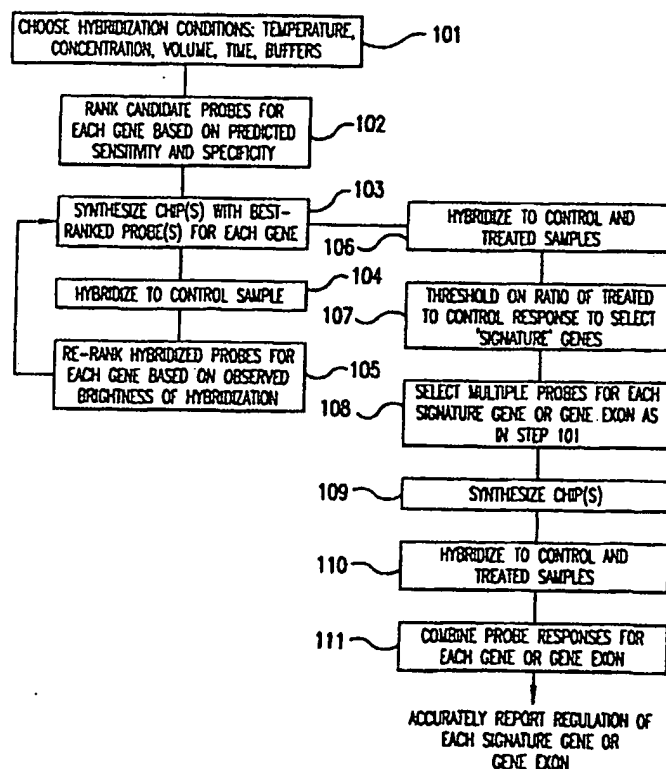 CHOOSE HYBRIDIZATION CONDITIONS: TEMPERATURE,
CONCENTRATION, VOLUME, TIME, BUFFERS
101
RANK CANDIDATE PROBES FOR
EACH GENE BASED ON PREDICTED
SENSITIVITY AND SPECIFICITY
102
SYNTHESIZE CHIP(S) WITH BEST-
RANKED PROBE(S) FOR EACH GENE
103
HYBRIDIZE TO CONTROL SAMPLE
104
RE-RANK HYBRIDIZED PROBES FOR
EACH GENE BASED ON OBSERVED
BRIGHTNESS OF HYBRIDIZATION
105
HYBRIDIZE TO CONTROL AND
TREATED SAMPLES
106
THRESHOLD ON RATIO OF TREATED
TO CONTROL RESPONSE TO SELECT
"SIGNATURE" GENES
107
SELECT MULTIPLE PROBES FOR EACH
SIGNATURE GENE OR GENE EXON AS
IN STEP 101
108
SYNTHESIZE CHIP(S)
109
HYBRIDIZE TO CONTROL AND
TREATED SAMPLES
110
COMBINE PROBE RESPONSES FOR
EACH GENE OR GENE EXON
111
ACCURATELY REPORT REGULATION OF
EACH SIGNATURE GENE OR
GENE EXON